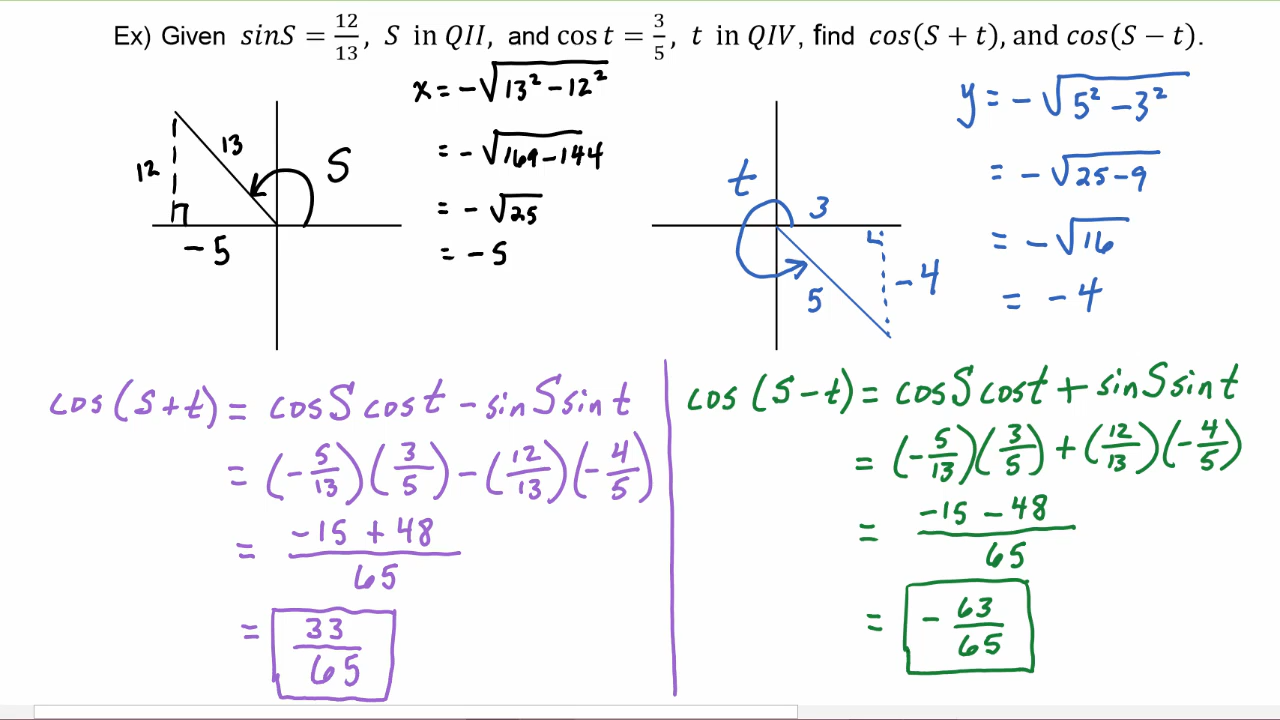 Ex) Given sinS = 12/13, S in QII, and cos t = 3/5, t in QIV, find cos(S + t), and cos(S − t).
x = −√(13² − 12²)
= −√(169 − 144)
= −√25
= −5
12
13
S
−5
t
3
5
−4
y = −√(5² − 3²)
= −√(25 − 9)
= −√16
= −4
cos(S + t) = cosS cost − sinS sint
= (−5/13)(3/5) − (12/13)(−4/5)
= (−15 + 48)/65
= 33/65
cos(S − t) = cosS cost + sinS sint
= (−5/13)(3/5) + (12/13)(−4/5)
= (−15 − 48)/65
= −63/65